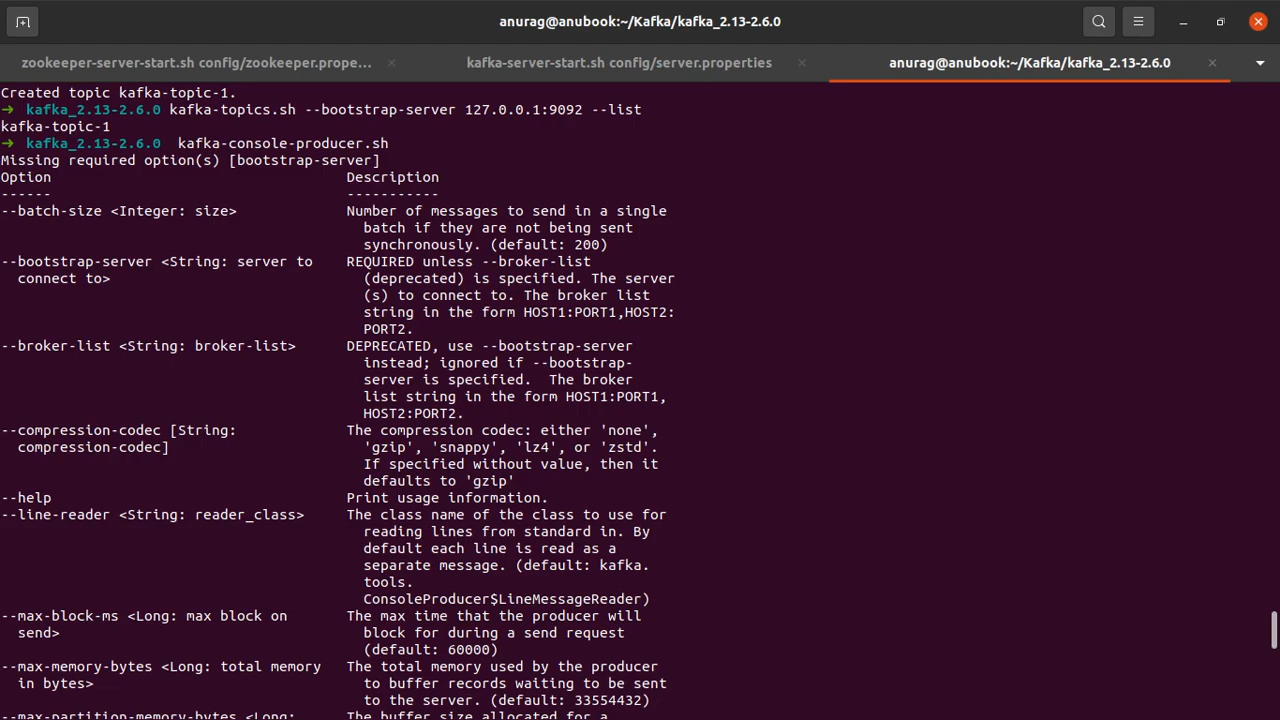 anurag@anubook:~/Kafka/kafka_2.13-2.6.0
zookeeper-server-start.sh config/zookeeper.prope...
kafka-server-start.sh config/server.properties
anurag@anubook:~/Kafka/kafka_2.13-2.6.0
Created topic kafka-topic-1.
➜  kafka_2.13-2.6.0 kafka-topics.sh --bootstrap-server 127.0.0.1:9092 --list
kafka-topic-1
➜  kafka_2.13-2.6.0  kafka-console-producer.sh
Missing required option(s) [bootstrap-server]
Option                                   Description
------                                   -----------
--batch-size <Integer: size>             Number of messages to send in a single
                                           batch if they are not being sent
                                           synchronously. (default: 200)
--bootstrap-server <String: server to    REQUIRED unless --broker-list
  connect to>                              (deprecated) is specified. The server
                                           (s) to connect to. The broker list
                                           string in the form HOST1:PORT1,HOST2:
                                           PORT2.
--broker-list <String: broker-list>      DEPRECATED, use --bootstrap-server
                                           instead; ignored if --bootstrap-
                                           server is specified.  The broker
                                           list string in the form HOST1:PORT1,
                                           HOST2:PORT2.
--compression-codec [String:             The compression codec: either 'none',
  compression-codec]                       'gzip', 'snappy', 'lz4', or 'zstd'.
                                           If specified without value, then it
                                           defaults to 'gzip'
--help                                   Print usage information.
--line-reader <String: reader_class>     The class name of the class to use for
                                           reading lines from standard in. By
                                           default each line is read as a
                                           separate message. (default: kafka.
                                           tools.
                                           ConsoleProducer$LineMessageReader)
--max-block-ms <Long: max block on       The max time that the producer will
  send>                                    block for during a send request
                                           (default: 60000)
--max-memory-bytes <Long: total memory   The total memory used by the producer
  in bytes>                                to buffer records waiting to be sent
                                           to the server. (default: 33554432)
--max-partition-memory-bytes <Long:      The buffer size allocated for a